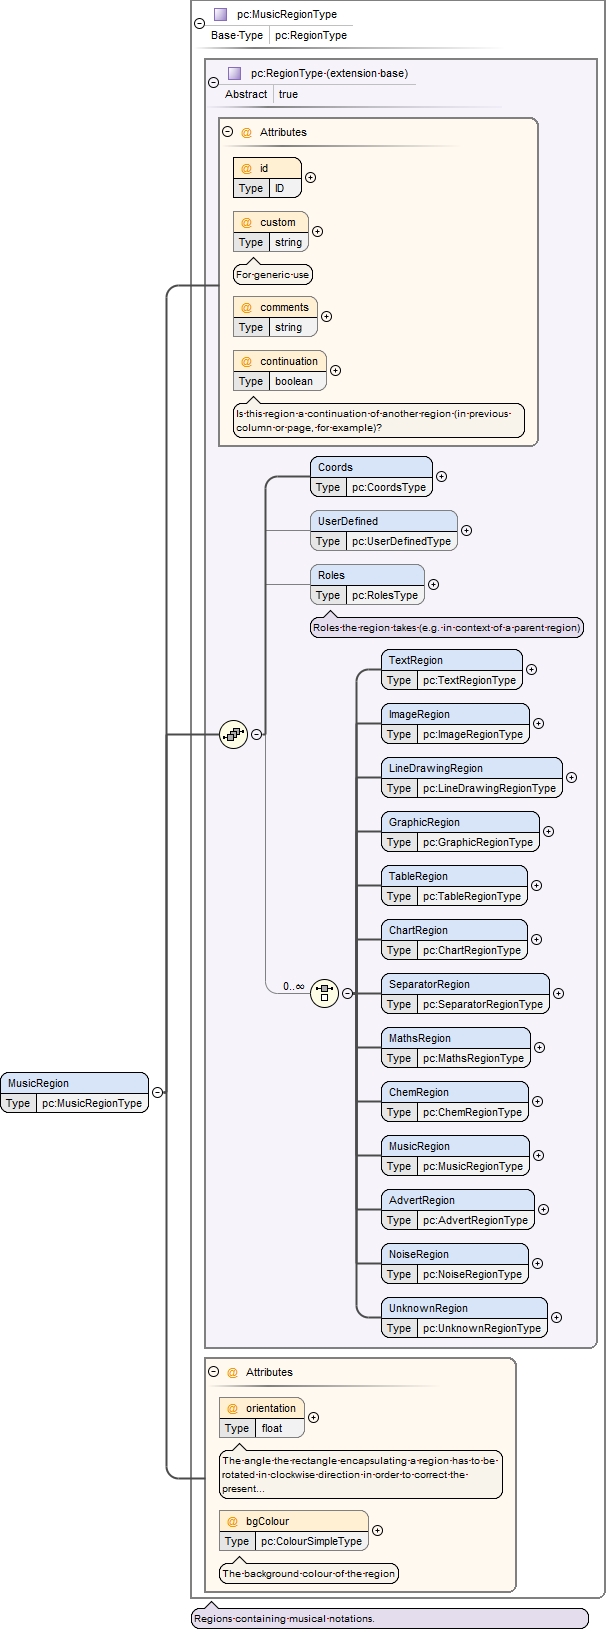 pc:MusicRegionType
Base·Type pc:RegionType
pc:RegionType·(extension·base)
Abstract true
@ Attributes
@ id
Type ID
@ custom
Type string
For·generic·use
@ comments
Type string
@ continuation
Type boolean
Is·this·region·a·continuation·of·another·region·(in·previous·
column·or·page,·for·example)?
Coords
Type pc:CoordsType
UserDefined
Type pc:UserDefinedType
Roles
Type pc:RolesType
Roles·the·region·takes·(e.g.·in·context·of·a·parent·region)
TextRegion
Type pc:TextRegionType
ImageRegion
Type pc:ImageRegionType
LineDrawingRegion
Type pc:LineDrawingRegionType
GraphicRegion
Type pc:GraphicRegionType
TableRegion
Type pc:TableRegionType
ChartRegion
Type pc:ChartRegionType
0..∞
SeparatorRegion
Type pc:SeparatorRegionType
MathsRegion
Type pc:MathsRegionType
MusicRegion
Type pc:MusicRegionType
ChemRegion
Type pc:ChemRegionType
MusicRegion
Type pc:MusicRegionType
AdvertRegion
Type pc:AdvertRegionType
NoiseRegion
Type pc:NoiseRegionType
UnknownRegion
Type pc:UnknownRegionType
@ Attributes
@ orientation
Type float
The·angle·the·rectangle·encapsulating·a·region·has·to·be·
rotated·in·clockwise·direction·in·order·to·correct·the·
present...
@ bgColour
Type pc:ColourSimpleType
The·background·colour·of·the·region
Regions·containing·musical·notations.